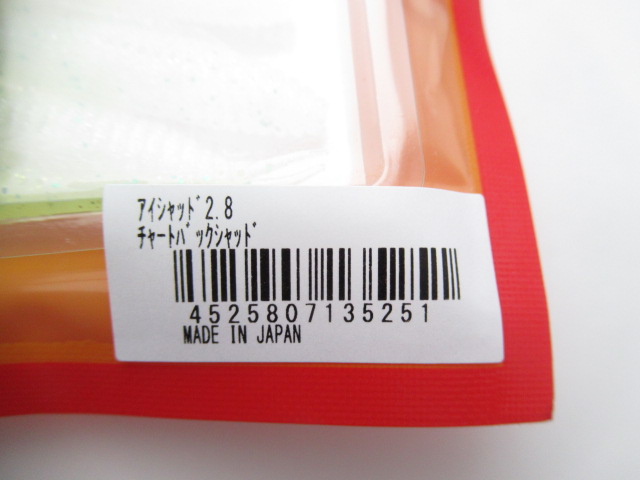 ｱｲｼｬｯﾄﾞ2.8
ﾁｬｰﾄﾊﾞｯｸｼｬｯﾄﾞ
4525807135251
MADE IN JAPAN